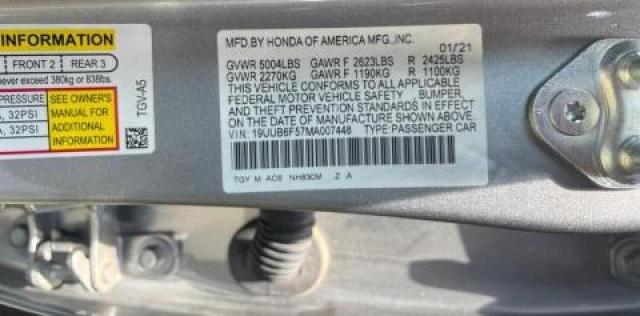 INFORMATION
FRONT 2 REAR 3
never exceed 380kg or 838lbs.
PRESSURE
32PSI
32PSI
SEE OWNER'S
MANUAL FOR
ADDITIONAL
INFORMATION
TGV-A5
MFD.BY HONDA OF AMERICA MFG.,INC. 01/21
GVWR 5004LBS GAWR F 2623LBS R 2425LBS
GVWR 2270KG GAWR F 1190KG R 1100KG
THIS VEHICLE CONFORMS TO ALL APPLICABLE
FEDERAL MOTOR VEHICLE SAFETY BUMPER,
AND THEFT PREVENTION STANDARDS IN EFFECT
ON THE DATE OF MANUFACTURE SHOWN ABOVE.
VIN: 19UUB6F57MA007448 TYPE:PASSENGER CAR
TGY M A06 NH830M Z A